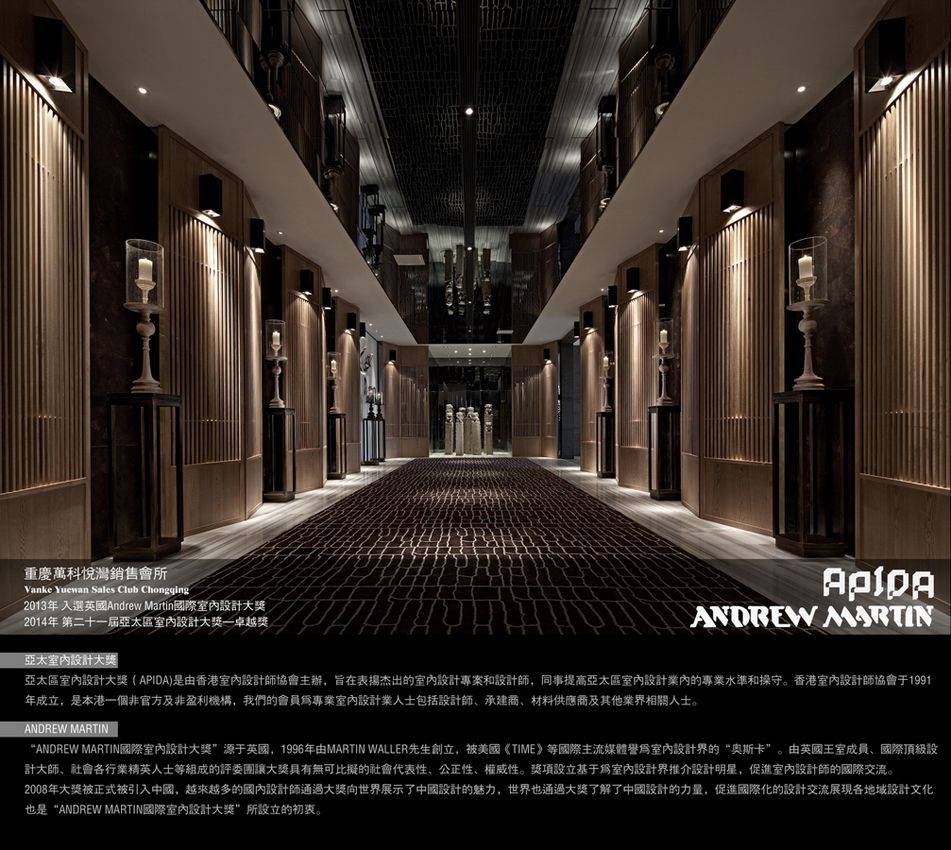 重慶萬科悅灣銷售會所
Vanke Yuewan Sales Club Chongqing
2013年 入選英國Andrew Martin國際室內設計大獎
2014年 第二十一屆亞太區室內設計大獎—卓越獎
APIDA
ANDREW MARTIN
亞太室內設計大獎
亞太區室內設計大獎（APIDA)是由香港室內設計師協會主辦，旨在表揚杰出的室內設計專案和設計師，同時提高亞太區室內設計業內的專業水準和操守。香港室內設計師協會于1991
年成立，是本港一個非官方及非盈利機構，我們的會員爲專業室內設計業人士包括設計師、承建商、材料供應商及其他業界相關人士。
ANDREW MARTIN
“ANDREW MARTIN國際室內設計大獎”源于英國，1996年由MARTIN WALLER先生創立，被美國《TIME》等國際主流媒體譽爲室內設計界的“奧斯卡”。由英國王室成員、國際頂級設
計大師、社會各行業精英人士等組成的評委團讓大獎具有無可比擬的社會代表性、公正性、權威性。獎項設立基于爲室內設計界推介設計明星，促進室內設計師的國際交流。
2008年大獎被正式被引入中國，越來越多的國內設計師通過大獎向世界展示了中國設計的魅力，世界也通過大獎了解了中國設計的力量，促進國際化的設計交流展現各地域設計文化
也是“ANDREW MARTIN國際室內設計大獎”所設立的初衷。